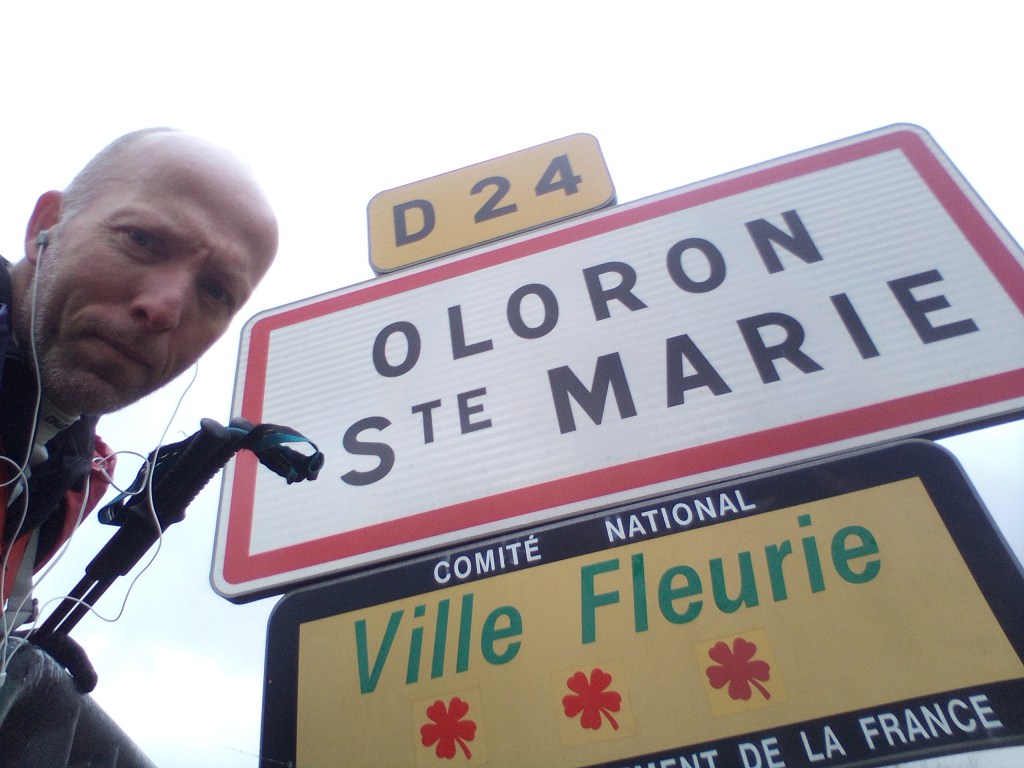 D 24
OLORON
STE MARIE
COMITÉ NATIONAL
Ville Fleurie
DE LA FRANCE